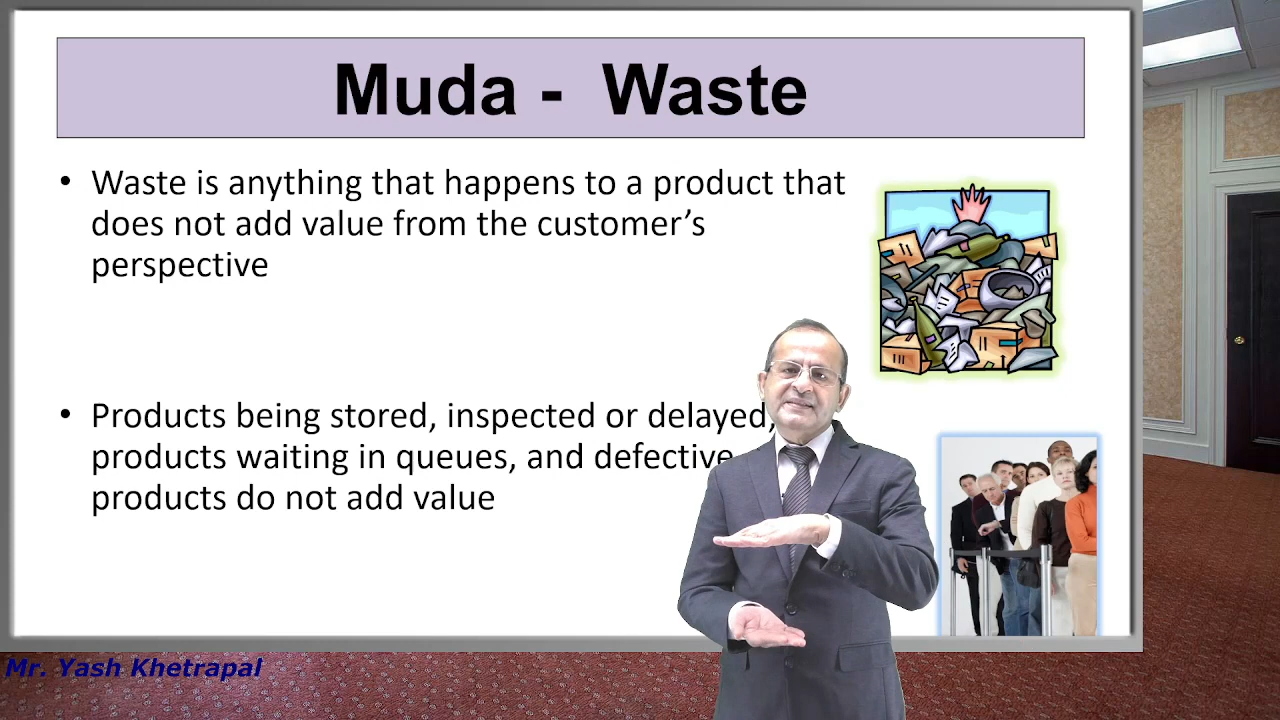 Muda - Waste
• Waste is anything that happens to a product that
does not add value from the customer’s
perspective
• Products being stored, inspected or delayed,
products waiting in queues, and defective
products do not add value
Mr. Yash Khetrapal